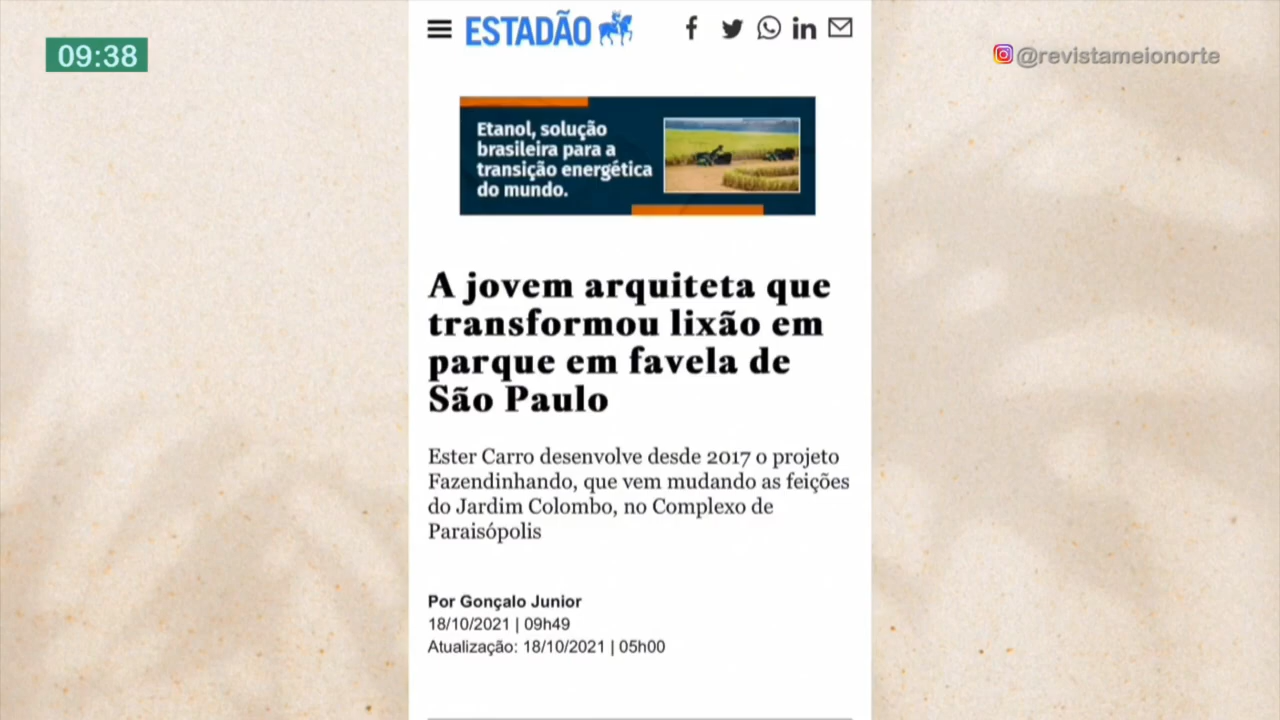 09:38
@revistameionorte
ESTADÃO
Etanol, solução
brasileira para a
transição energética
do mundo.
A jovem arquiteta que
transformou lixão em
parque em favela de
São Paulo
Ester Carro desenvolve desde 2017 o projeto
Fazendinhando, que vem mudando as feições
do Jardim Colombo, no Complexo de
Paraisópolis
Por Gonçalo Junior
18/10/2021 | 09h49
Atualização: 18/10/2021 | 05h00